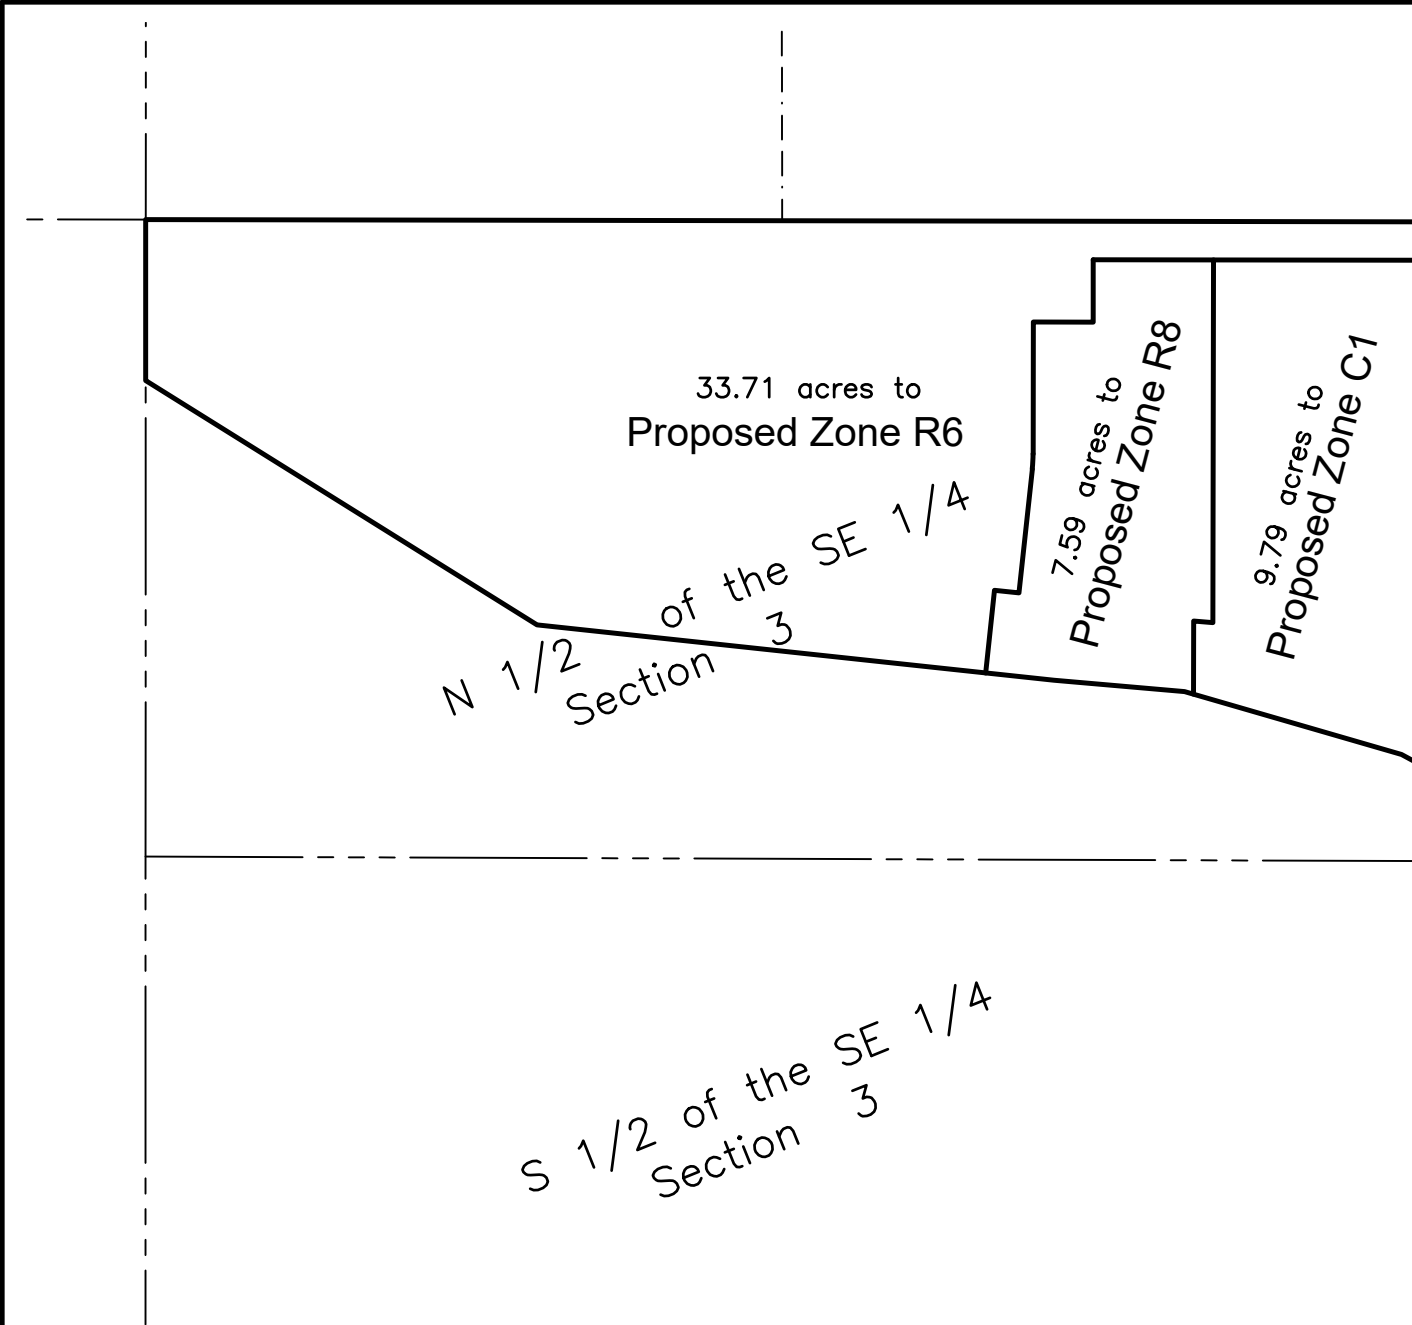 33.71 acres to
Proposed Zone R6
7.59 acres to
Proposed Zone R8
9.79 acres to
Proposed Zone C1
N 1/2 of the SE 1/4
Section 3
S 1/2 of the SE 1/4
Section 3